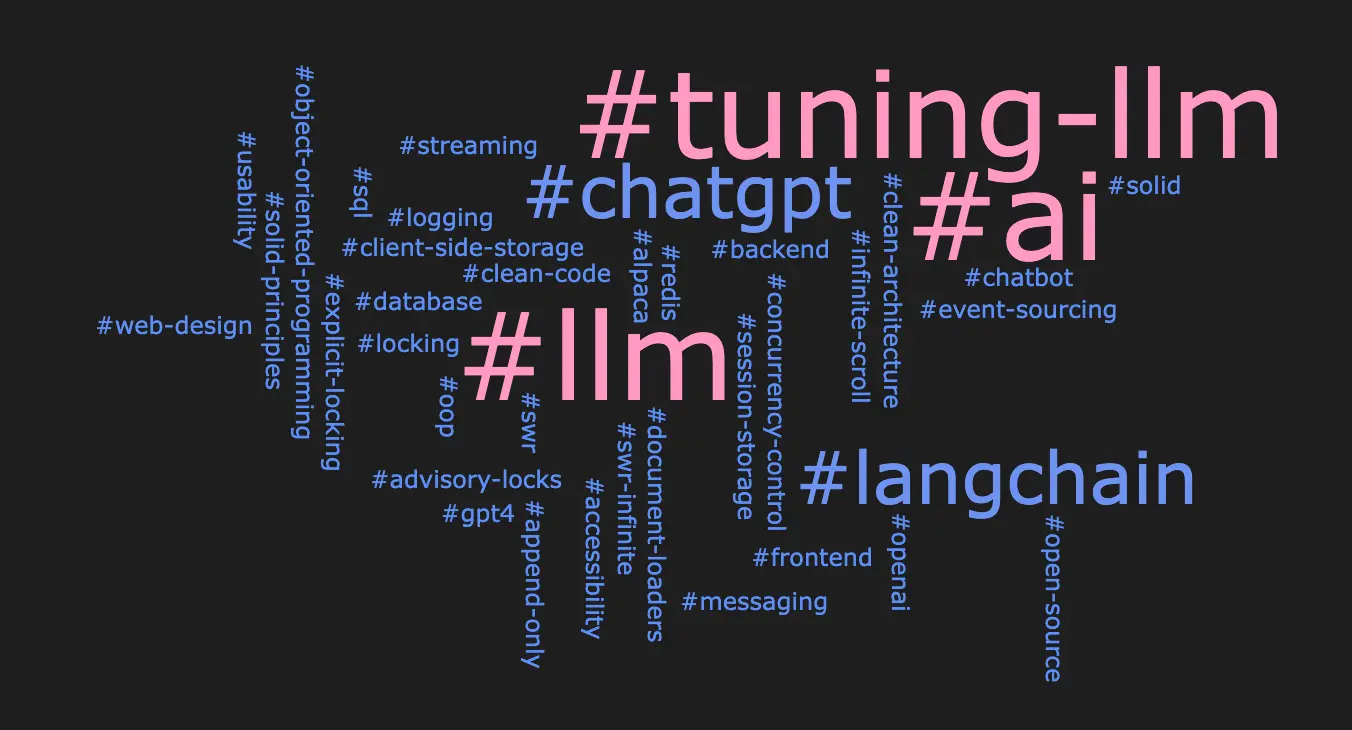 #tuning-llm
#object-oriented-programming
#usability
#streaming
#chatgpt
#sql
#ai
#clean-architecture
#solid
#solid-principles
#logging
#client-side-storage
#alpaca
#redis
#backend
#infinite-scroll
#clean-code
#chatbot
#explicit-locking
#database
#concurrency-control
#event-sourcing
#web-design
#locking
#llm
#session-storage
#oop
#swr
#swr-infinite
#document-loaders
#langchain
#advisory-locks
#accessibility
#gpt4
#append-only
#openai
#open-source
#frontend
#messaging